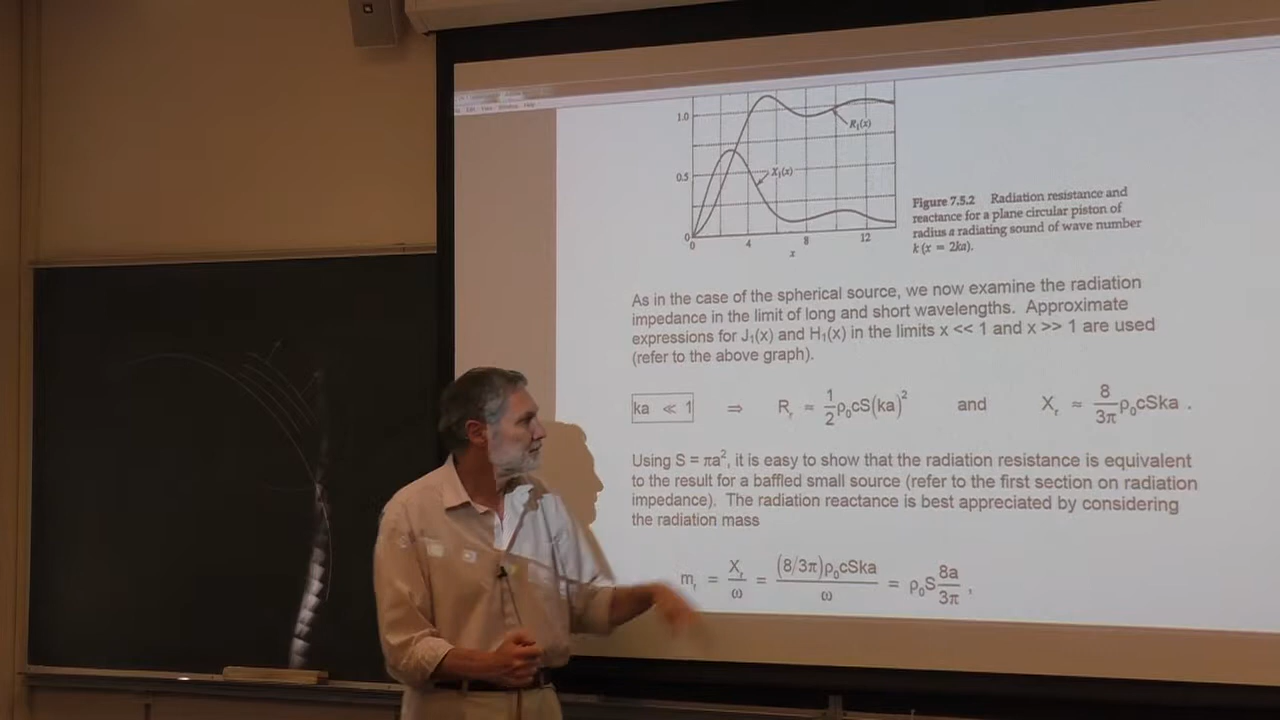 1.0
R₁(x)
0.5
X₁(x)
0
0 4 8 12
x
Figure 7.5.2 Radiation resistance and
reactance for a plane circular piston of
radius a radiating sound of wave number
k (x = 2ka).
As in the case of the spherical source, we now examine the radiation
impedance in the limit of long and short wavelengths. Approximate
expressions for J₁(x) and H₁(x) in the limits x << 1 and x >> 1 are used
(refer to the above graph).
ka ≪ 1 ⇒ Rᵣ ≈ 1/2 ρ₀cS(ka)² and Xᵣ ≈ 8/3π ρ₀cSka .
Using S = πa², it is easy to show that the radiation resistance is equivalent
to the result for a baffled small source (refer to the first section on radiation
impedance). The radiation reactance is best appreciated by considering
the radiation mass
mᵣ = Xᵣ/ω = (8/3π)ρ₀cSka/ω = ρ₀S 8a/3π ,